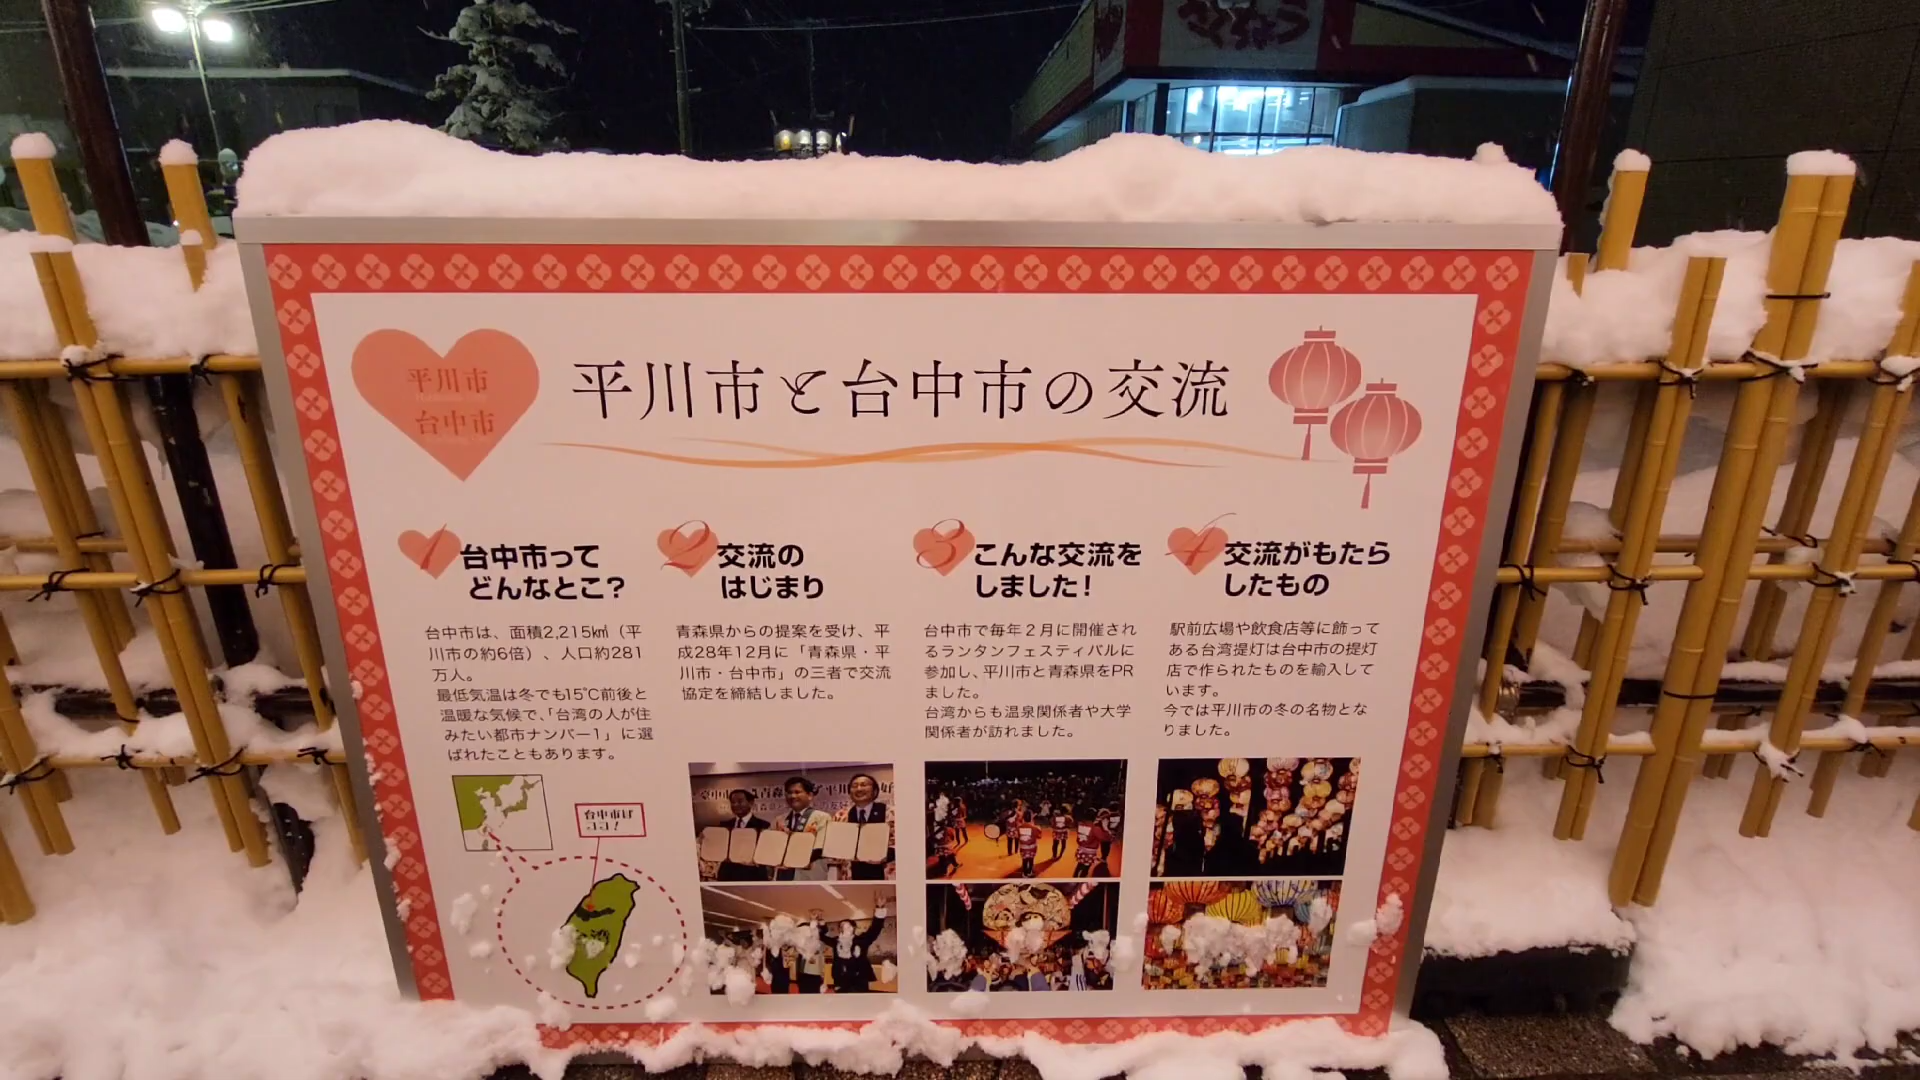 さくらちょう
平川市
台中市
平川市と台中市の交流
1 台中市って
どんなとこ?
台中市は、面積2,215㎢(平
川市の約6倍)、人口約281
万人。
最低気温は冬でも15℃前後と
温暖な気候で、「台湾の人が住
みたい都市ナンバー1」に選
ばれたこともあります。
台中市は
ココ!
2 交流の
はじまり
青森県からの提案を受け、平
成28年12月に「青森県・平
川市・台中市」の三者で交流
協定を締結しました。
3 こんな交流を
しました!
台中市で毎年2月に開催され
るランタンフェスティバルに
参加し、平川市と青森県をPR
ました。
台湾からも温泉関係者や大学
関係者が訪れました。
4 交流がもたら
したもの
駅前広場や飲食店等に飾って
ある台湾提灯は台中市の提灯
店で作られたものを輸入して
います。
今では平川市の冬の名物とな
りました。